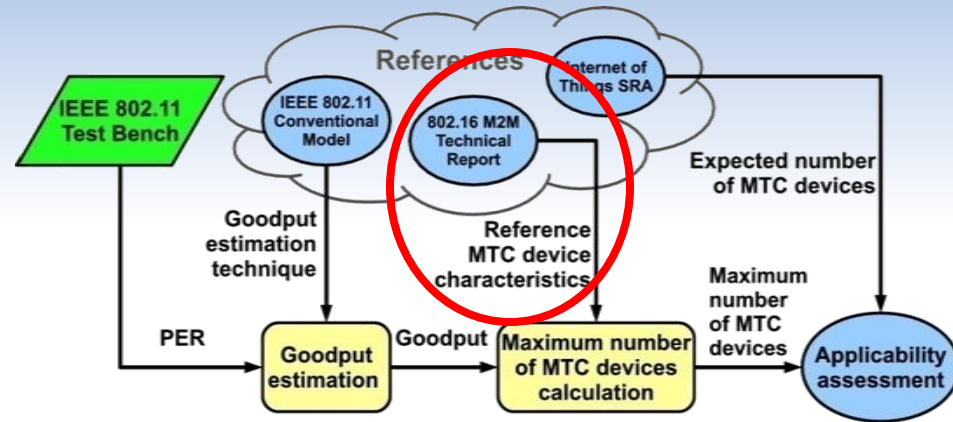 References
IEEE 802.11
Test Bench
IEEE 802.11
Conventional
Model
802.16 M2M
Technical
Report
Internet of
Things SRA
Goodput
estimation
technique
Reference
MTC device
characteristics
Expected number
of MTC devices
Maximum
number
of MTC
devices
PER
Goodput
estimation
Goodput
Maximum number
of MTC devices
calculation
Applicability
assessment